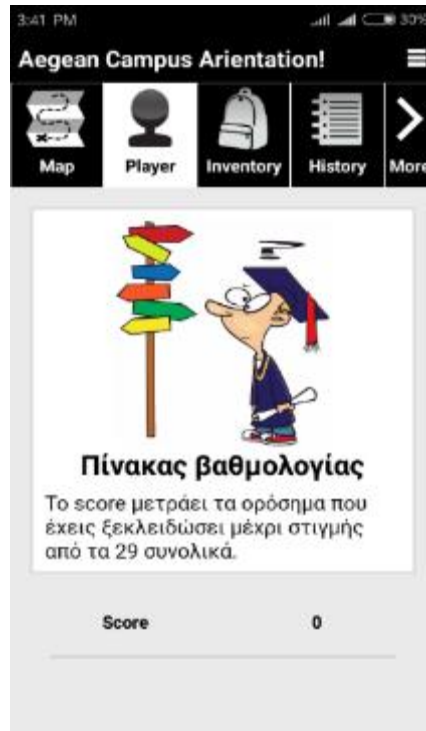 3:41 PM 30%
Aegean Campus Arientation!
Map Player Inventory History More
Πίνακας βαθμολογίας
Το score μετράει τα ορόσημα που
έχεις ξεκλειδώσει μέχρι στιγμής
από τα 29 συνολικά.
Score 0